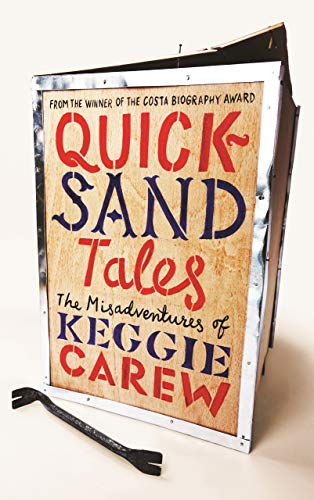 FROM THE WINNER OF THE COSTA BIOGRAPHY AWARD
QUICK-
SAND
Tales
The Misadventures of
KEGGIE
CAREW